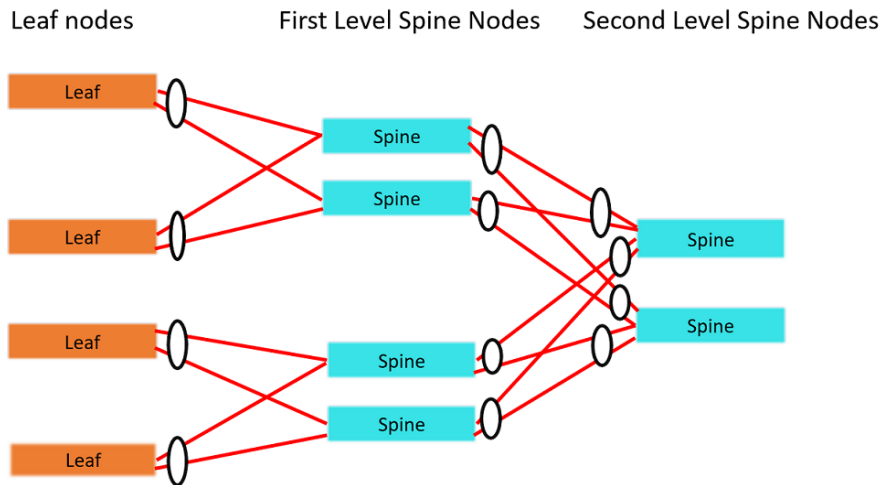 Leaf nodes
First Level Spine Nodes
Second Level Spine Nodes
Leaf
Spine
Spine
Leaf
Spine
Spine
Leaf
Spine
Spine
Leaf